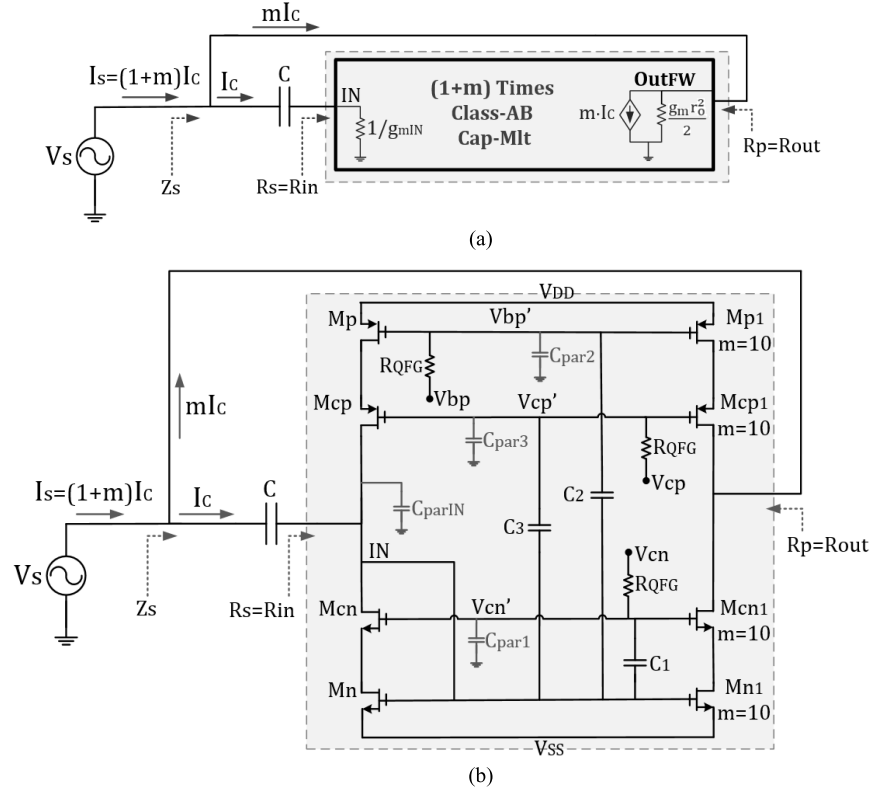 mIC
IS=(1+m)IC
IC
C
IN
(1+m) Times
Class-AB
Cap-Mlt
OutFW
1/gmIN
m·IC
gmro²
2
VS
ZS
RS=Rin
Rp=Rout
(a)
VDD
Mp
Vbp'
Mp1
m=10
RQFG
Cpar2
Vbp
Mcp
Vcp'
Mcp1
m=10
mIC
Cpar3
RQFG
Vcp
IS=(1+m)IC
IC
C
CparIN
C3
C2
IN
Vcn
RQFG
Rp=Rout
VS
ZS
RS=Rin
Mcn
Vcn'
Mcn1
m=10
Cpar1
C1
Mn
Mn1
m=10
VSS
(b)